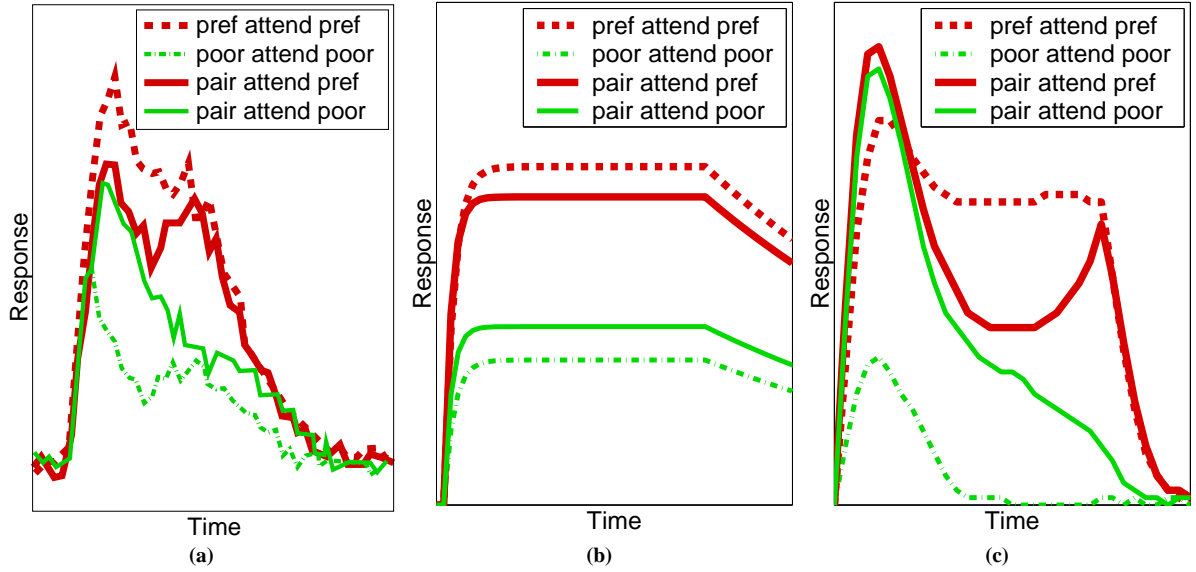 pref attend pref
poor attend poor
pair attend pref
pair attend poor
Response
Time
(a)
pref attend pref
poor attend poor
pair attend pref
pair attend poor
Response
Time
(b)
pref attend pref
poor attend poor
pair attend pref
pair attend poor
Response
Time
(c)